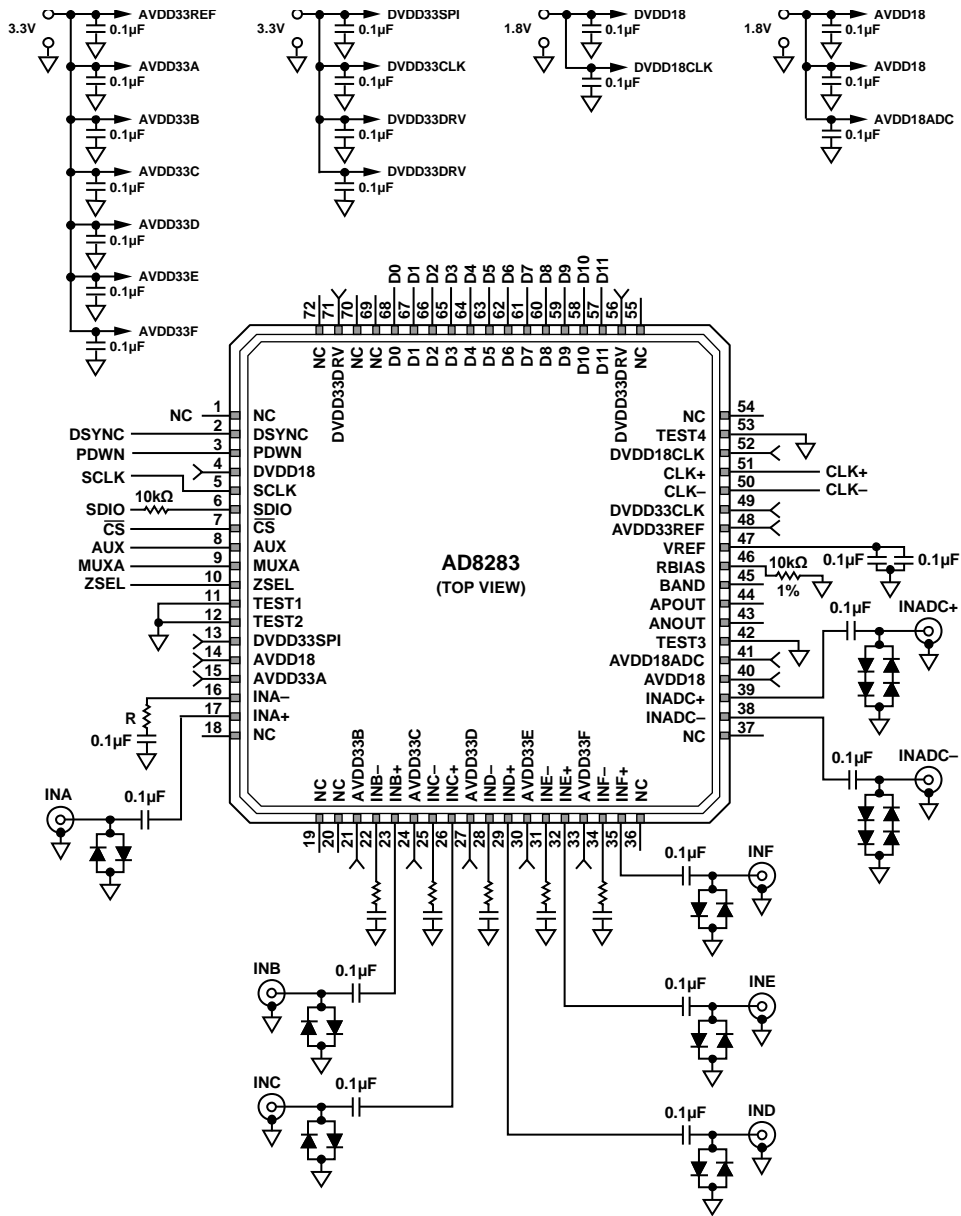 3.3V
AVDD33REF
0.1µF
AVDD33A
0.1µF
AVDD33B
0.1µF
AVDD33C
0.1µF
AVDD33D
0.1µF
AVDD33E
0.1µF
AVDD33F
0.1µF
3.3V
DVDD33SPI
0.1µF
DVDD33CLK
0.1µF
DVDD33DRV
0.1µF
DVDD33DRV
0.1µF
1.8V
DVDD18
0.1µF
DVDD18CLK
0.1µF
1.8V
AVDD18
0.1µF
AVDD18
0.1µF
AVDD18ADC
0.1µF
D0 D1 D2 D3 D4 D5 D6 D7 D8 D9 D10 D11
72 71 70 69 68 67 66 65 64 63 62 61 60 59 58 57 56 55
NC DVDD33DRV NC NC D0 D1 D2 D3 D4 D5 D6 D7 D8 D9 D10 D11 DVDD33DRV NC
NC 1 NC
DSYNC 2 DSYNC
PDWN 3 PDWN
4 DVDD18
SCLK 5 SCLK
SDIO 10kΩ 6 SDIO
CS 7 CS
AUX 8 AUX
MUXA 9 MUXA
ZSEL 10 ZSEL
11 TEST1
12 TEST2
13 DVDD33SPI
14 AVDD18
15 AVDD33A
16 INA–
R
17 INA+
0.1µF
18 NC
AD8283
(TOP VIEW)
NC 54
TEST4 53
DVDD18CLK 52
CLK+ 51 CLK+
CLK– 50 CLK–
DVDD33CLK 49
AVDD33REF 48
VREF 47
0.1µF 0.1µF
RBIAS 46 10kΩ
1%
BAND 45
APOUT 44
ANOUT 43
TEST3 42
AVDD18ADC 41
AVDD18 40
INADC+ 39
INADC– 38
NC 37
0.1µF INADC+
0.1µF INADC–
NC NC AVDD33B INB– INB+ AVDD33C INC– INC+ AVDD33D IND– IND+ AVDD33E INE– INE+ AVDD33F INF– INF+ NC
19 20 21 22 23 24 25 26 27 28 29 30 31 32 33 34 35 36
INA 0.1µF
0.1µF INF
INB 0.1µF
0.1µF INE
INC 0.1µF
0.1µF IND